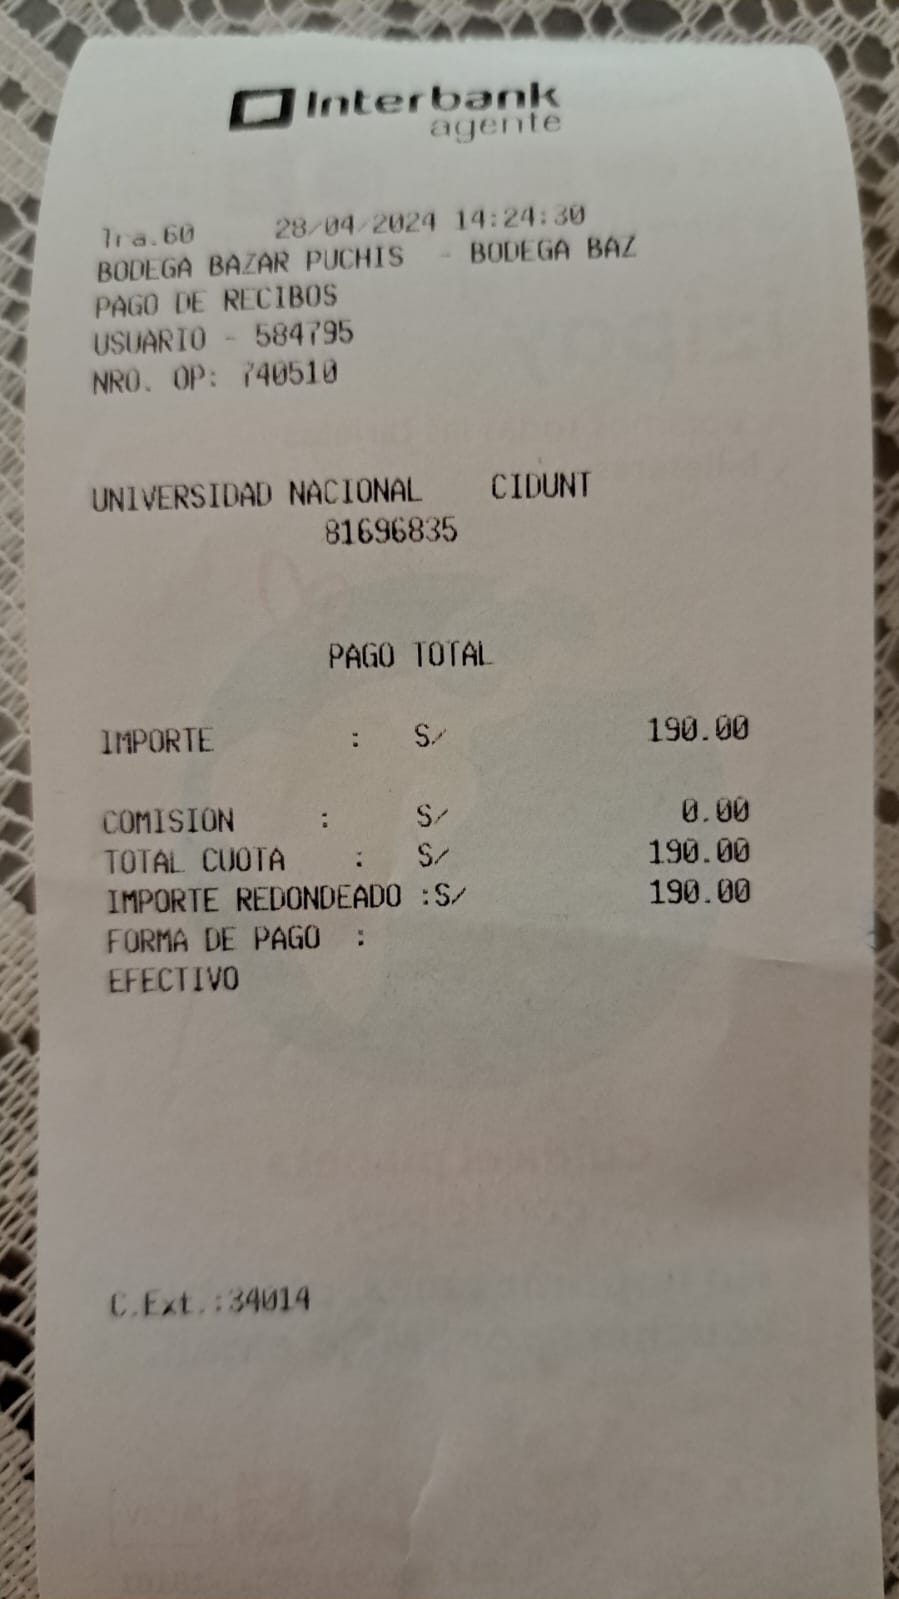 Interbank
agente
Tra.60 28/04/2024 14:24:30
BODEGA BAZAR PUCHIS - BODEGA BAZ
PAGO DE RECIBOS
USUARIO - 584795
NRO. OP: 740510
UNIVERSIDAD NACIONAL CIDUNT
81696835
PAGO TOTAL
IMPORTE : S/ 190.00
COMISION : S/ 0.00
TOTAL CUOTA : S/ 190.00
IMPORTE REDONDEADO :S/ 190.00
FORMA DE PAGO :
EFECTIVO
C.Ext.:34014